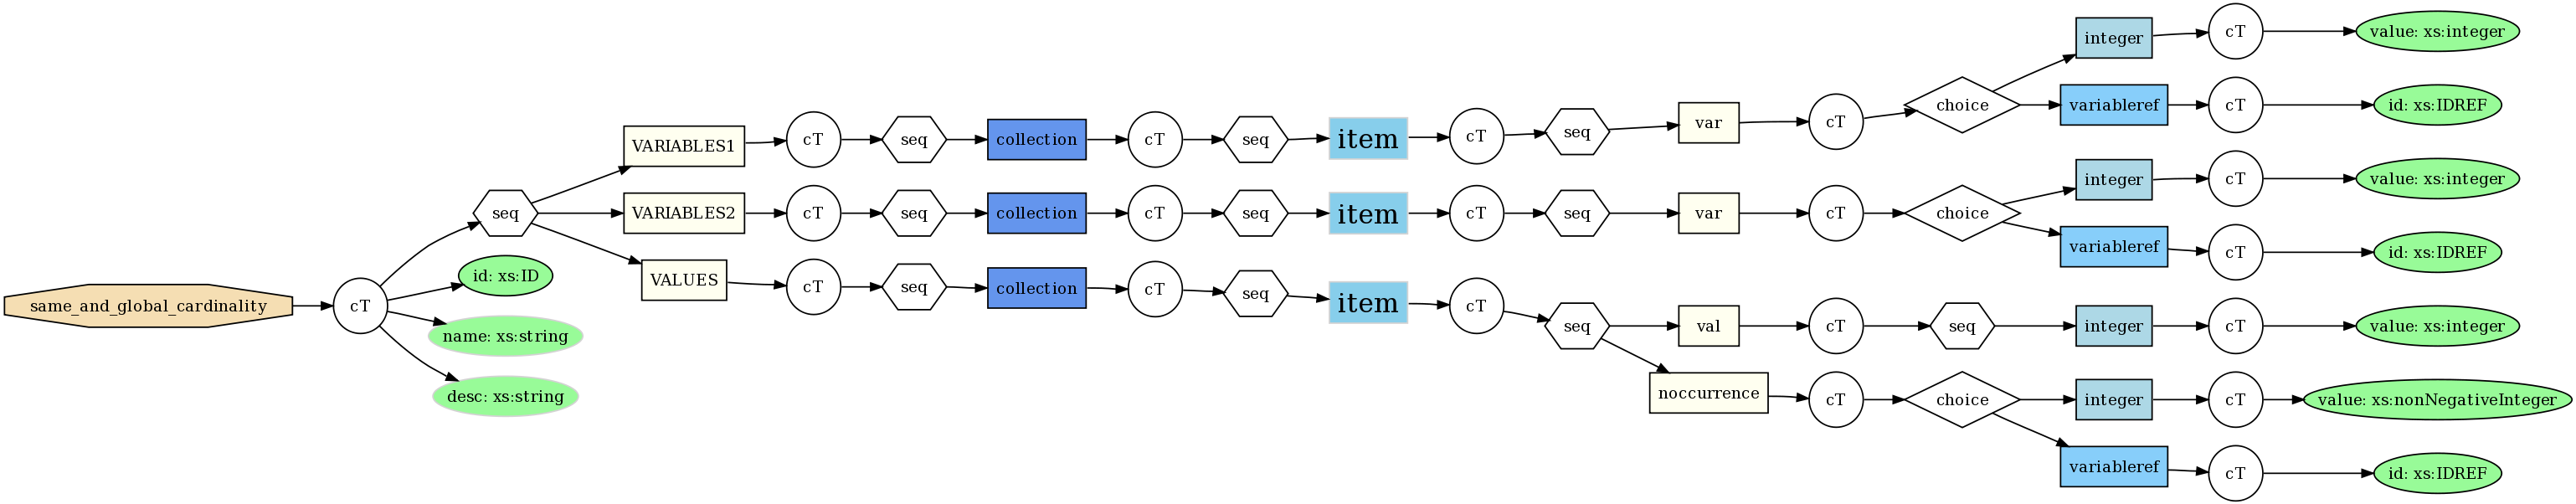 same_and_global_cardinality
cT
seq
id: xs:ID
name: xs:string
desc: xs:string
VARIABLES1
cT
seq
collection
cT
seq
item
cT
seq
var
cT
choice
integer
cT
value: xs:integer
variableref
cT
id: xs:IDREF
VARIABLES2
cT
seq
collection
cT
seq
item
cT
seq
var
cT
choice
integer
cT
value: xs:integer
variableref
cT
id: xs:IDREF
VALUES
cT
seq
collection
cT
seq
item
cT
seq
val
cT
seq
integer
cT
value: xs:integer
noccurrence
cT
choice
integer
cT
value: xs:nonNegativeInteger
variableref
cT
id: xs:IDREF